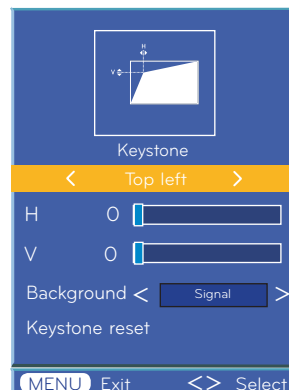 H
V
Keystone
< Top left >
H 0
V 0
Background < Signal >
Keystone reset
MENU Exit <> Select